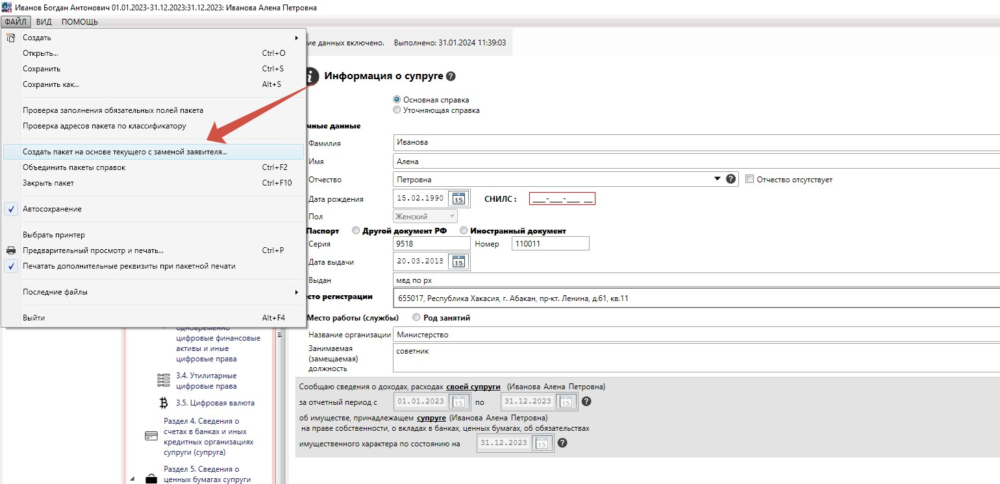 Иванов Богдан Антонович 01.01.2023-31.12.2023:31.12.2023: Иванова Алена Петровна
ФАЙЛ ВИД ПОМОЩЬ
Создать
Открыть... Ctrl+O
Сохранить Ctrl+S
Сохранить как... Alt+S
Проверка заполнения обязательных полей пакета
Проверка адресов пакета по классификатору
Создать пакет на основе текущего с заменой заявителя...
Объединить пакеты справок Ctrl+F2
Закрыть пакет Ctrl+F10
Автосохранение
Выбрать принтер
Предварительный просмотр и печать... Ctrl+P
Печатать дополнительные реквизиты при пакетной печати
Последние файлы
Выйти Alt+F4
одновременно
цифровые финансовые
активы и иные
цифровые права
3.4. Утилитарные
цифровые права
3.5. Цифровая валюта
Раздел 4. Сведения о
счетах в банках и иных
кредитных организациях
супруги (супруга)
Раздел 5. Сведения о
ценных бумагах супруги
ие данных включено. Выполнено: 31.01.2024 11:39:03
Информация о супруге ?
Основная справка
Уточняющая справка
чные данные
Фамилия Иванова
Имя Алена
Отчество Петровна ? Отчество отсутствует
Дата рождения 15.02.1990 15 СНИЛС : ___-___-___ __
Пол Женский
Паспорт Другой документ РФ Иностранный документ
Серия 9518 Номер 110011
Дата выдачи 20.03.2018 15
Выдан мвд по рх
сто регистрации 655017, Республика Хакасия, г. Абакан, пр-кт. Ленина, д.61, кв.11
Место работы (службы) Род занятий
Название организации Министерство
Занимаемая советник
(замещаемая)
должность
Сообщаю сведения о доходах, расходах своей супруги (Иванова Алена Петровна)
за отчетный период с 01.01.2023 15 по 31.12.2023 15 ?
об имуществе, принадлежащем супруге (Иванова Алена Петровна)
на праве собственности, о вкладах в банках, ценных бумагах, об обязательствах
имущественного характера по состоянию на 31.12.2023 15 ?